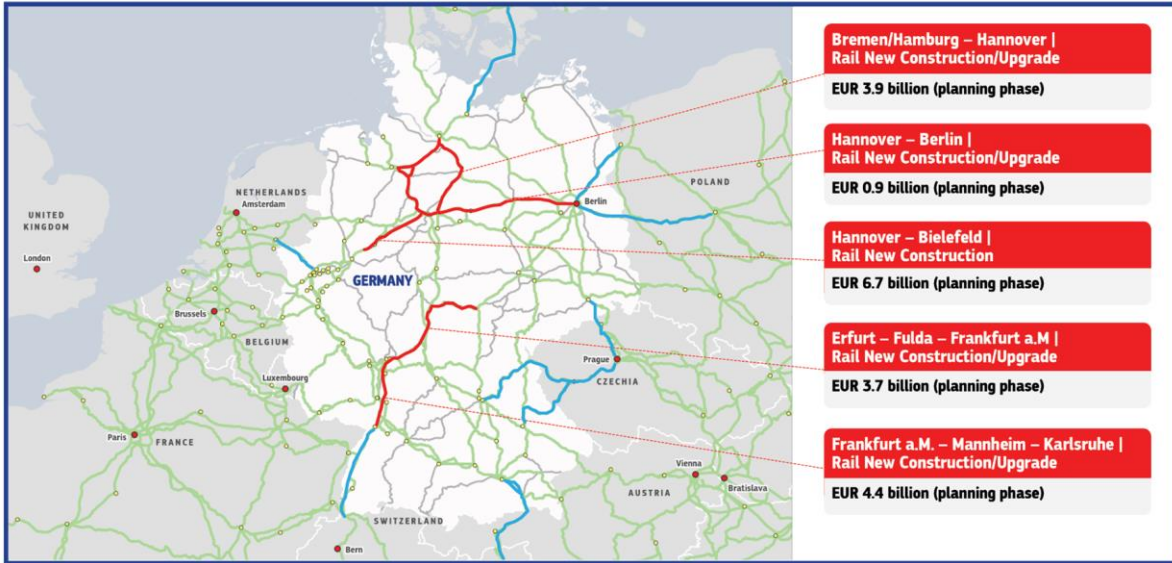 UNITED
KINGDOM
London
NETHERLANDS
Amsterdam
Brussels
BELGIUM
Luxembourg
Paris
FRANCE
GERMANY
Berlin
POLAND
Prague
CZECHIA
Vienna
Bratislava
AUSTRIA
SWITZERLAND
Bern
Bremen/Hamburg – Hannover |
Rail New Construction/Upgrade
EUR 3.9 billion (planning phase)
Hannover – Berlin |
Rail New Construction/Upgrade
EUR 0.9 billion (planning phase)
Hannover – Bielefeld |
Rail New Construction
EUR 6.7 billion (planning phase)
Erfurt – Fulda – Frankfurt a.M |
Rail New Construction/Upgrade
EUR 3.7 billion (planning phase)
Frankfurt a.M. – Mannheim – Karlsruhe |
Rail New Construction/Upgrade
EUR 4.4 billion (planning phase)